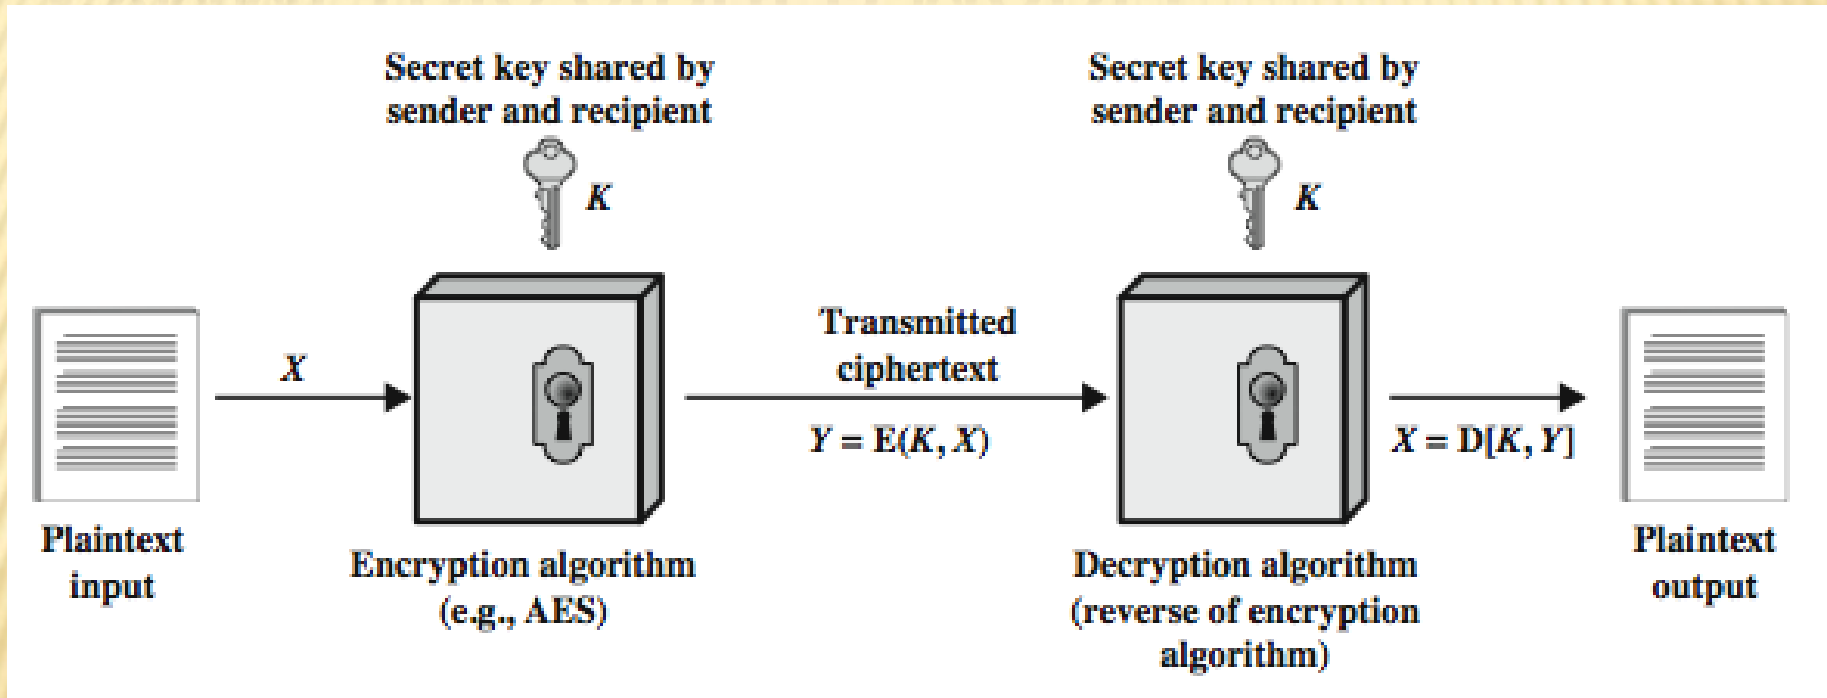 Secret key shared by
sender and recipient
K
Secret key shared by
sender and recipient
K
X
Transmitted
ciphertext
Y = E(K, X)
X = D[K, Y]
Plaintext
input
Encryption algorithm
(e.g., AES)
Decryption algorithm
(reverse of encryption
algorithm)
Plaintext
output